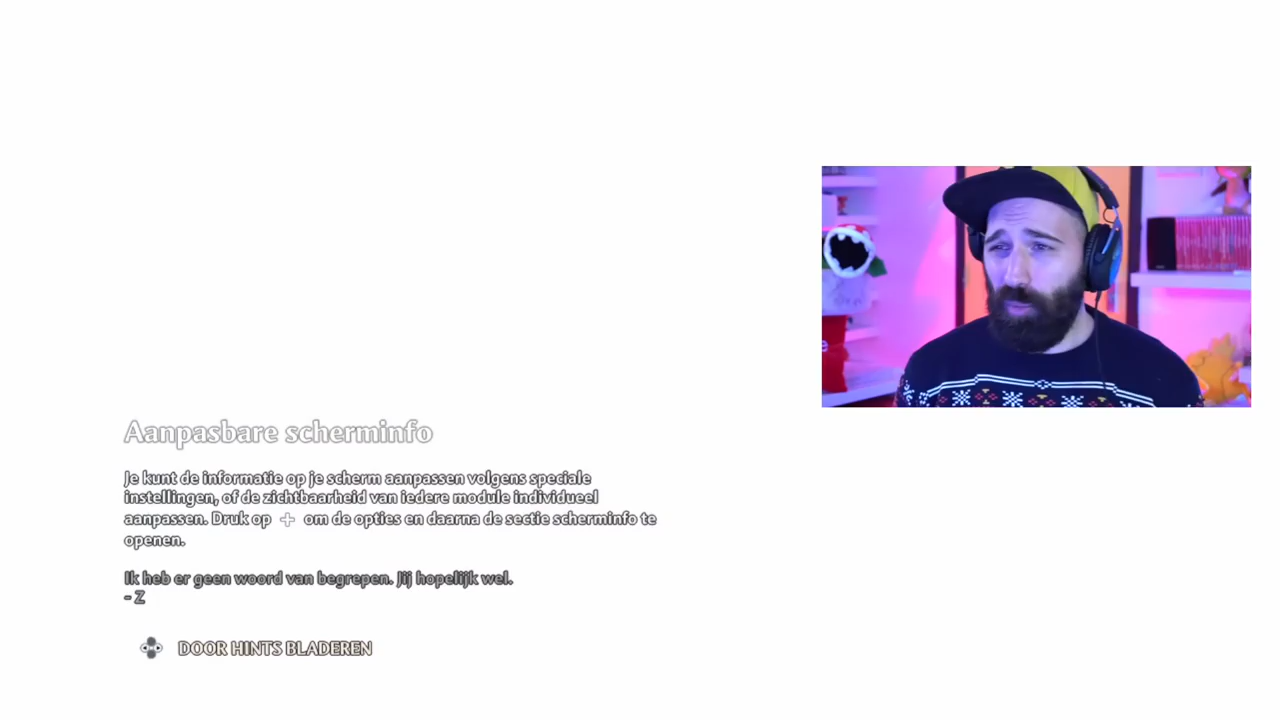 Aanpasbare scherminfo
Je kunt de informatie op je scherm aanpassen volgens speciale
instellingen, of de zichtbaarheid van iedere module individueel
aanpassen. Druk op + om de opties en daarna de sectie scherminfo te
openen.
Ik heb er geen woord van begrepen. Jij hopelijk wel.
- Z
DOOR HINTS BLADEREN